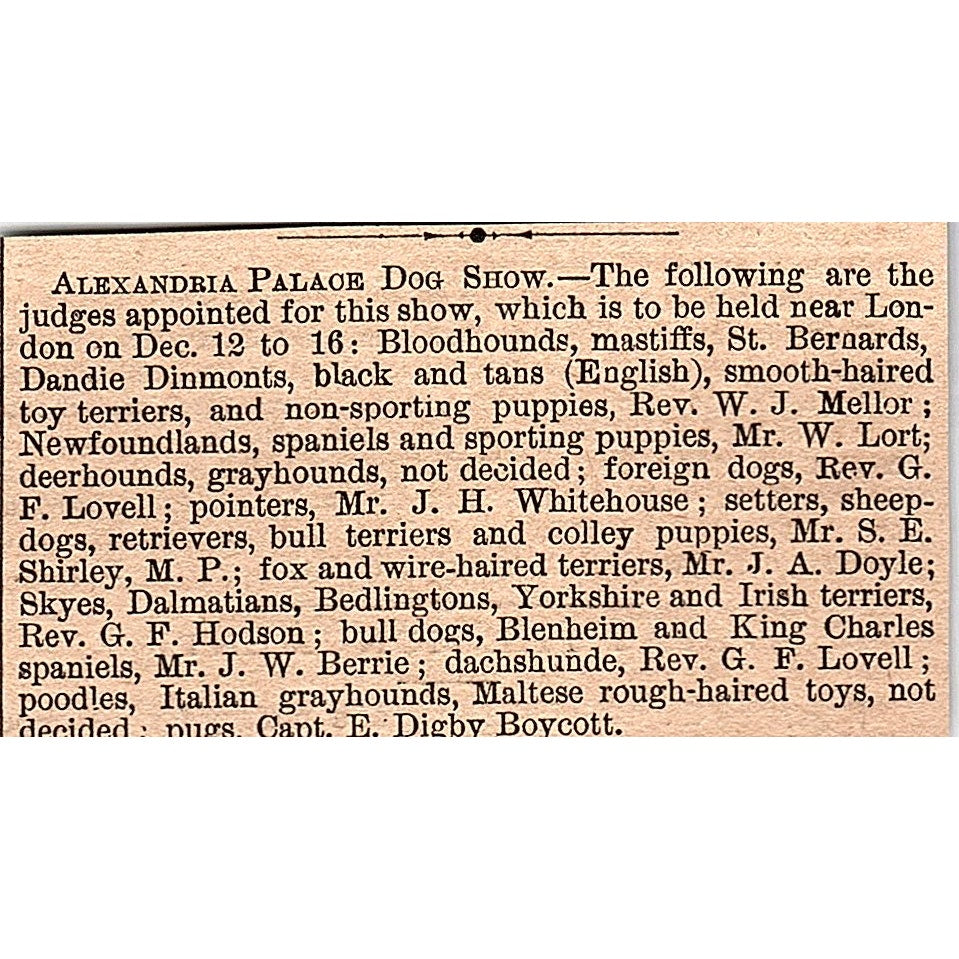 ALEXANDRIA PALACE DOG SHOW.—The following are the
judges appointed for this show, which is to be held near Lon-
don on Dec. 12 to 16: Bloodhounds, mastiffs, St. Bernards,
Dandie Dinmonts, black and tans (English), smooth-haired
toy terriers, and non-sporting puppies, Rev. W. J. Mellor;
Newfoundlands, spaniels and sporting puppies, Mr. W. Lort;
deerhounds, grayhounds, not decided; foreign dogs, Rev. G.
F. Lovell; pointers, Mr. J. H. Whitehouse; setters, sheep-
dogs, retrievers, bull terriers and colley puppies, Mr. S. E.
Shirley, M. P.; fox and wire-haired terriers, Mr. J. A. Doyle;
Skyes, Dalmatians, Bedlingtons, Yorkshire and Irish terriers,
Rev. G. F. Hodson; bull dogs, Blenheim and King Charles
spaniels, Mr. J. W. Berrie; dachshunde, Rev. G. F. Lovell;
poodles, Italian grayhounds, Maltese rough-haired toys, not
decided; pugs, Capt. E. Digby Boycott.